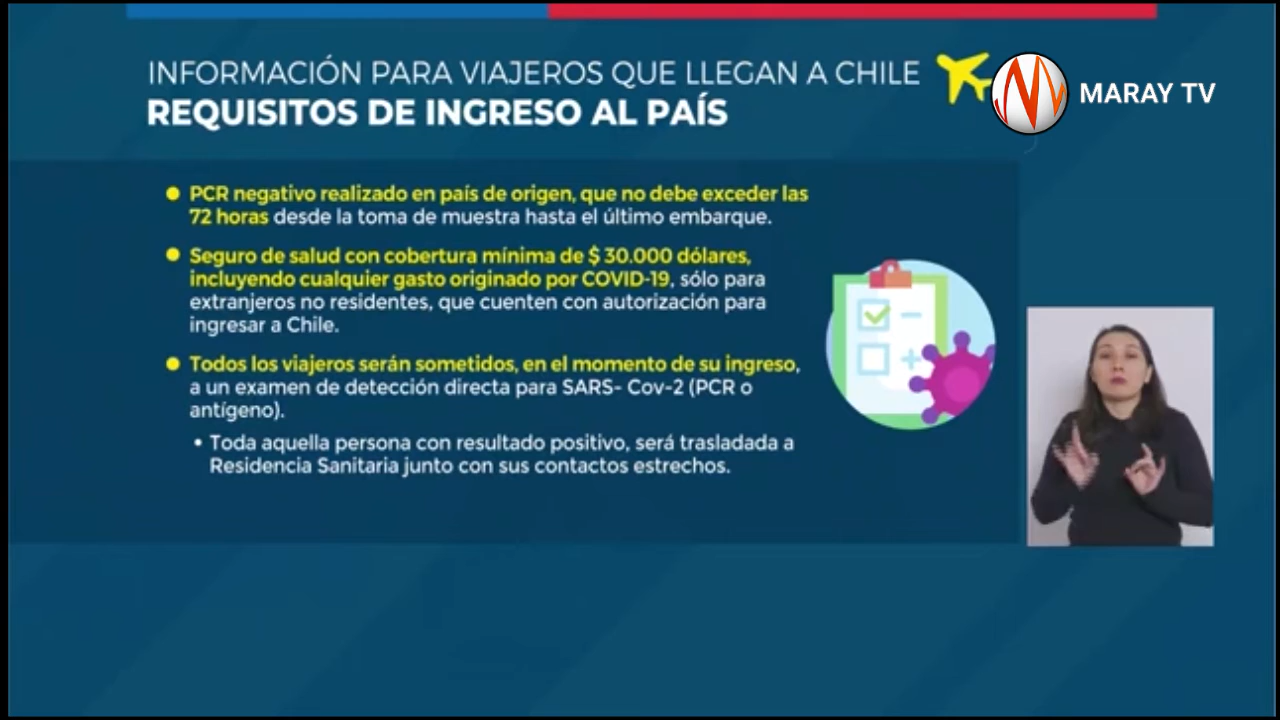 INFORMACIÓN PARA VIAJEROS QUE LLEGAN A CHILE
REQUISITOS DE INGRESO AL PAÍS
MARAY TV
PCR negativo realizado en país de origen, que no debe exceder las
72 horas desde la toma de muestra hasta el último embarque.
Seguro de salud con cobertura mínima de $ 30.000 dólares,
incluyendo cualquier gasto originado por COVID-19, sólo para
extranjeros no residentes, que cuenten con autorización para
ingresar a Chile.
Todos los viajeros serán sometidos, en el momento de su ingreso,
a un examen de detección directa para SARS- Cov-2 (PCR o
antígeno).
• Toda aquella persona con resultado positivo, será trasladada a
Residencia Sanitaria junto con sus contactos estrechos.